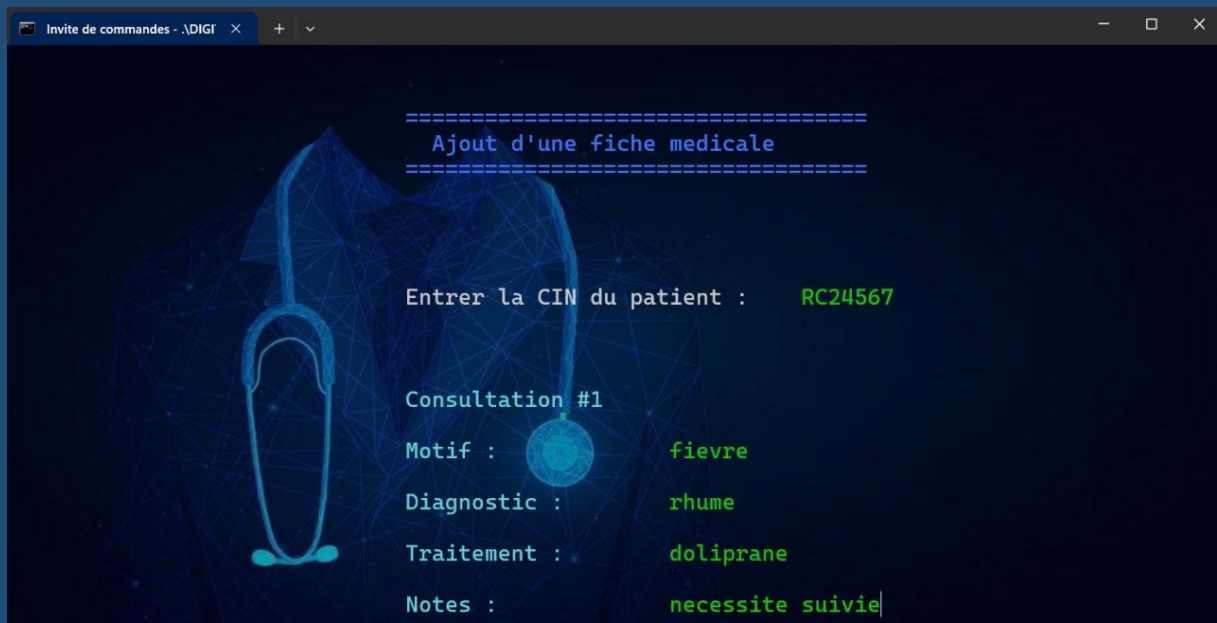 Invite de commandes - .\DIGI
===================================
Ajout d'une fiche medicale
===================================
Entrer la CIN du patient : RC24567
Consultation #1
Motif : fievre
Diagnostic : rhume
Traitement : doliprane
Notes : necessite suivie